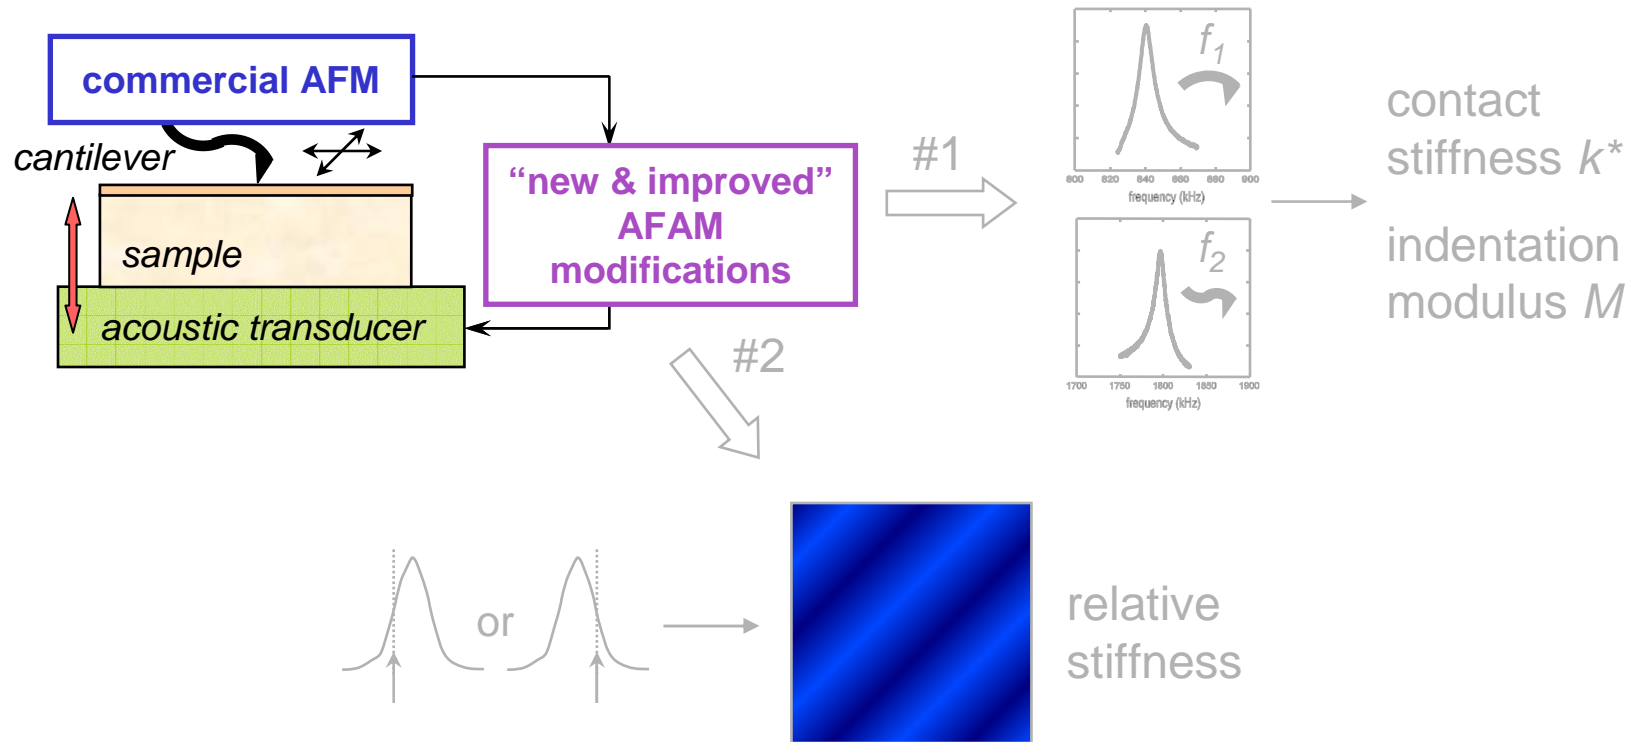 commercial AFM
cantilever
sample
acoustic transducer
“new & improved”
AFAM
modifications
#1
#2
f1
800 820 840 860 880 900
frequency (kHz)
f2
1700 1750 1800 1850 1900
frequency (kHz)
contact
stiffness k*
indentation
modulus M
or
relative
stiffness